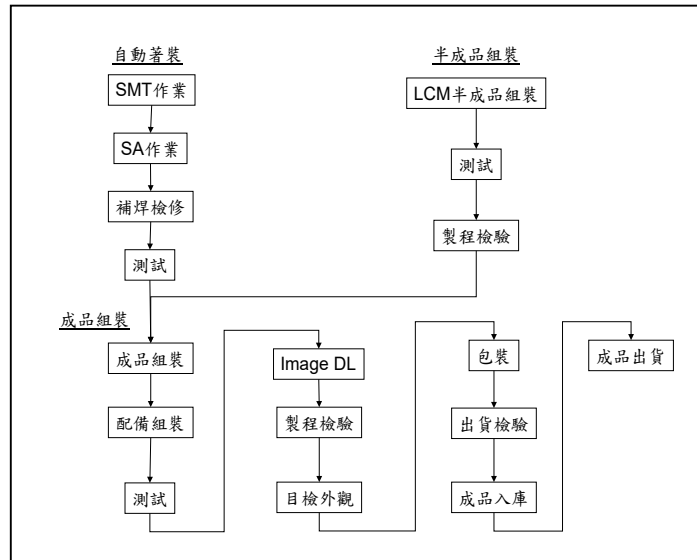 自動著裝
SMT作業
SA作業
補焊檢修
測試
半成品組裝
LCM半成品組裝
測試
製程檢驗
成品組裝
成品組裝
配備組裝
測試
Image DL
製程檢驗
目檢外觀
包裝
出貨檢驗
成品入庫
成品出貨